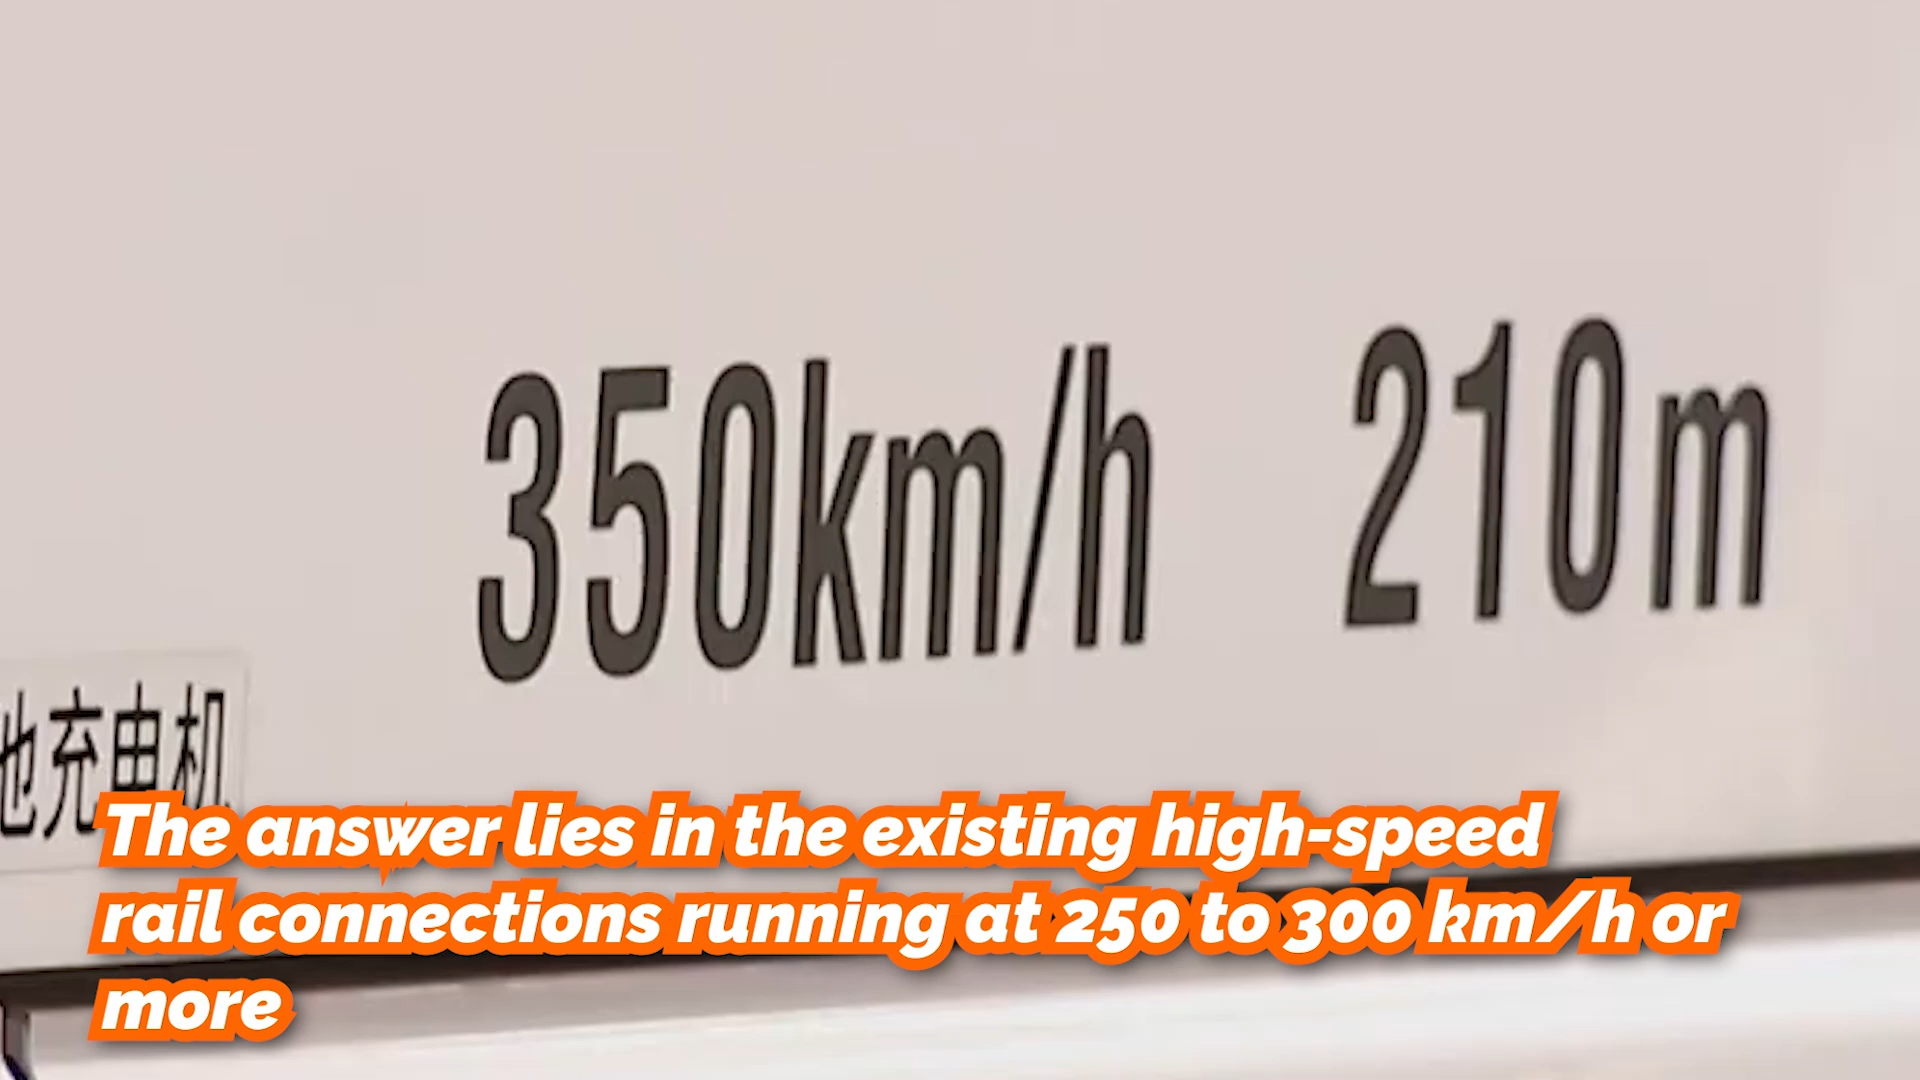 350km/h 210m
池充电机
The answer lies in the existing high-speed
rail connections running at 250 to 300 km/h or
more